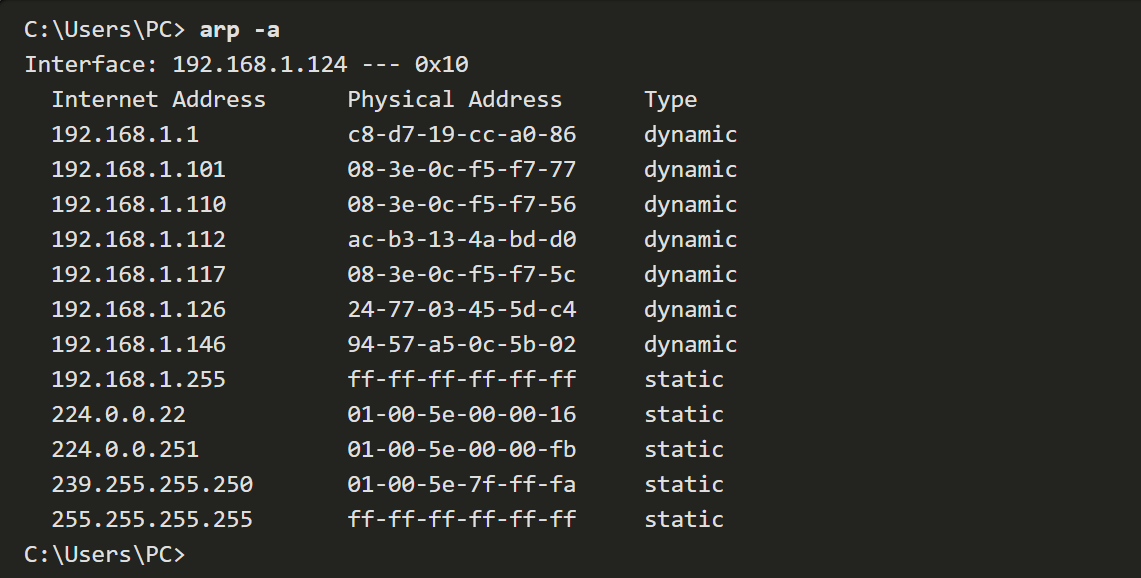 C:\Users\PC> arp -a
Interface: 192.168.1.124 --- 0x10
  Internet Address      Physical Address      Type
  192.168.1.1           c8-d7-19-cc-a0-86     dynamic
  192.168.1.101         08-3e-0c-f5-f7-77     dynamic
  192.168.1.110         08-3e-0c-f5-f7-56     dynamic
  192.168.1.112         ac-b3-13-4a-bd-d0     dynamic
  192.168.1.117         08-3e-0c-f5-f7-5c     dynamic
  192.168.1.126         24-77-03-45-5d-c4     dynamic
  192.168.1.146         94-57-a5-0c-5b-02     dynamic
  192.168.1.255         ff-ff-ff-ff-ff-ff     static
  224.0.0.22            01-00-5e-00-00-16     static
  224.0.0.251           01-00-5e-00-00-fb     static
  239.255.255.250       01-00-5e-7f-ff-fa     static
  255.255.255.255       ff-ff-ff-ff-ff-ff     static
C:\Users\PC>